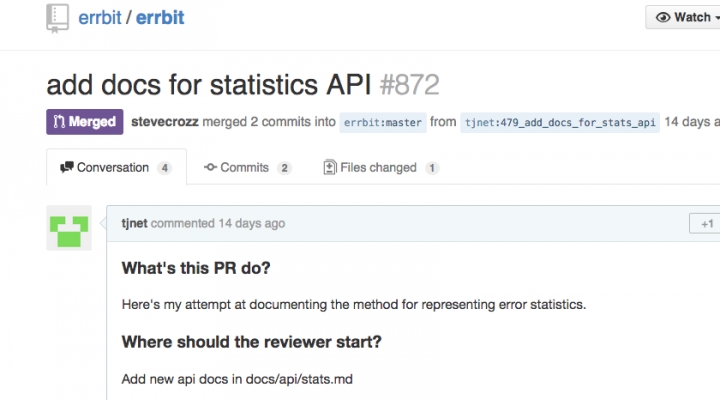 errbit / errbit
Watch
add docs for statistics API #872
Merged stevecrozz merged 2 commits into errbit:master from tjnet:479_add_docs_for_stats_api 14 days a
Conversation 4 Commits 2 Files changed 1
tjnet commented 14 days ago
+1
What's this PR do?
Here's my attempt at documenting the method for representing error statistics.
Where should the reviewer start?
Add new api docs in docs/api/stats.md